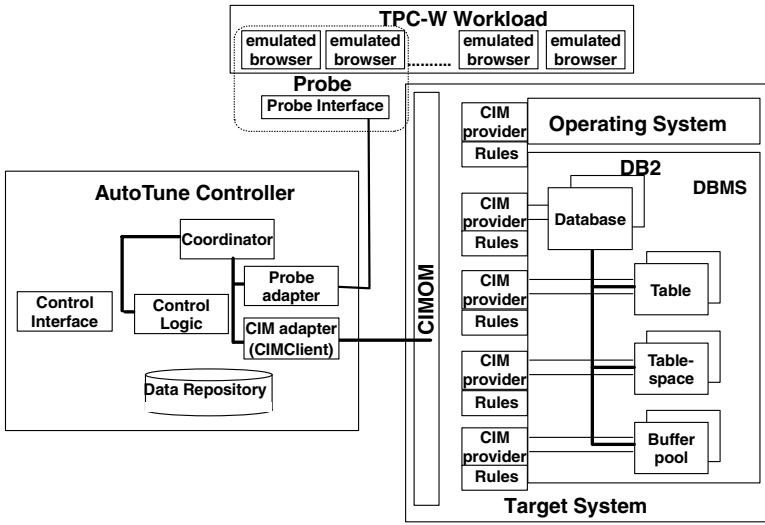 TPC-W Workload
emulated
browser
emulated
browser
..........
emulated
browser
emulated
browser
Probe
Probe Interface
AutoTune Controller
Coordinator
Probe
adapter
Control
Interface
Control
Logic
CIM adapter
(CIMClient)
Data Repository
CIMOM
CIM
provider
Rules
Operating System
DB2
DBMS
CIM
provider
Rules
Database
CIM
provider
Rules
Table
CIM
provider
Rules
Table-
space
CIM
provider
Rules
Buffer
pool
Target System